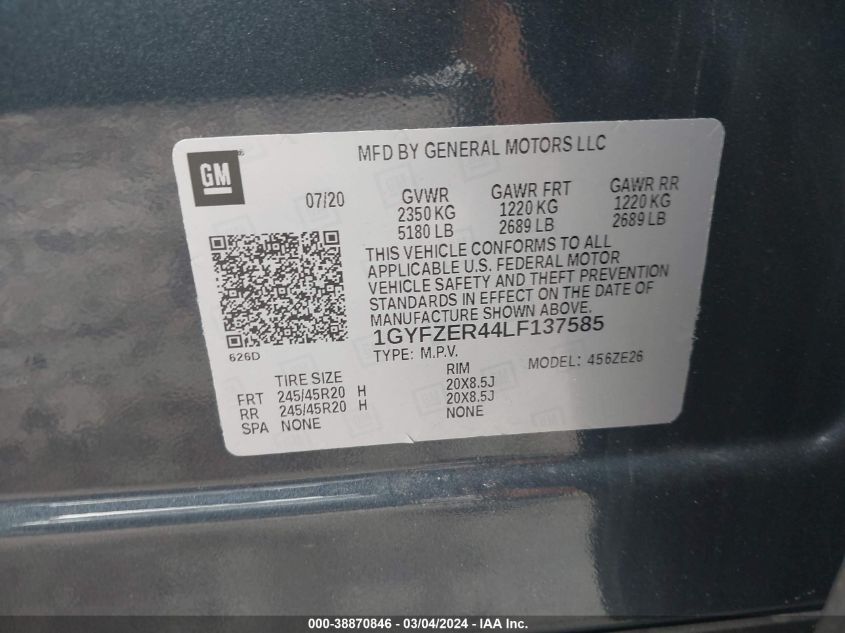 MFD BY GENERAL MOTORS LLC
GM®
07/20
GVWR GAWR FRT GAWR RR
2350 KG 1220 KG 1220 KG
5180 LB 2689 LB 2689 LB
THIS VEHICLE CONFORMS TO ALL
APPLICABLE U.S. FEDERAL MOTOR
VEHICLE SAFETY AND THEFT PREVENTION
STANDARDS IN EFFECT ON THE DATE OF
MANUFACTURE SHOWN ABOVE.
1GYFZER44LF137585
626D
TYPE: M.P.V. MODEL: 456ZE26
TIRE SIZE RIM
FRT 245/45R20 H 20X8.5J
RR 245/45R20 H 20X8.5J
SPA NONE NONE
000-38870846 - 03/04/2024 - IAA Inc.